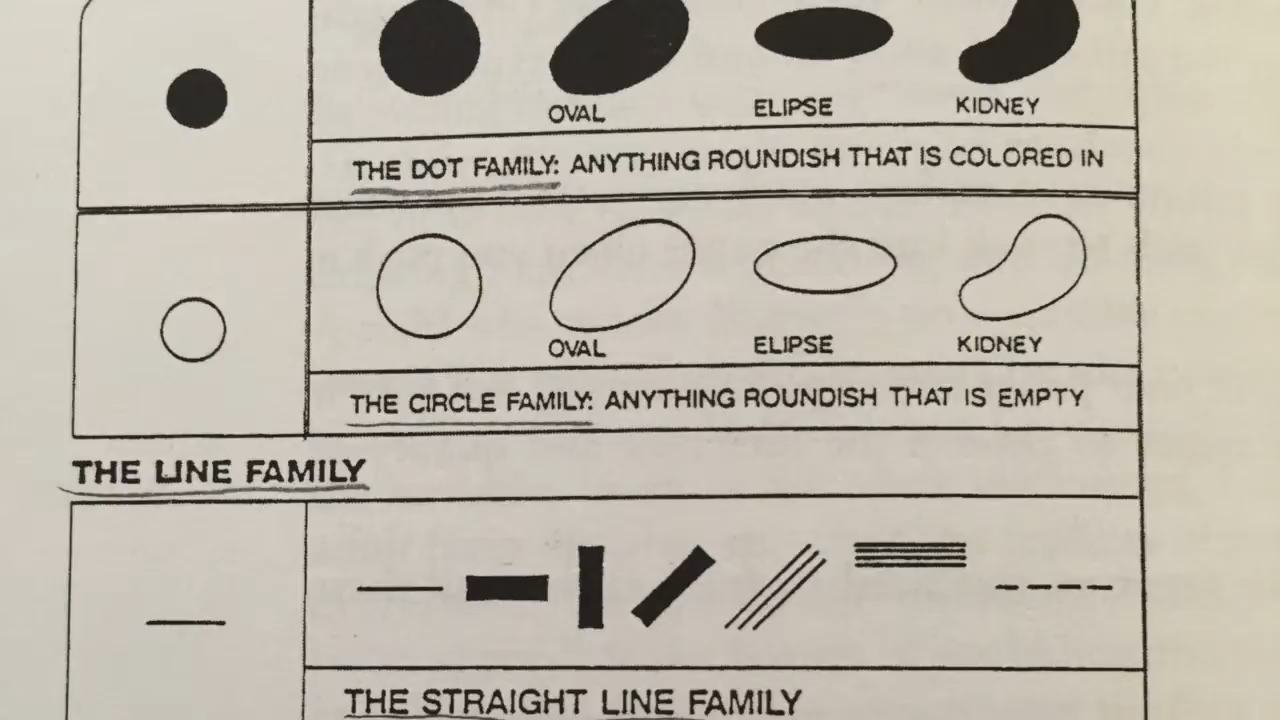 OVAL ELIPSE KIDNEY
THE DOT FAMILY: ANYTHING ROUNDISH THAT IS COLORED IN
OVAL ELIPSE KIDNEY
THE CIRCLE FAMILY: ANYTHING ROUNDISH THAT IS EMPTY
THE LINE FAMILY
THE STRAIGHT LINE FAMILY